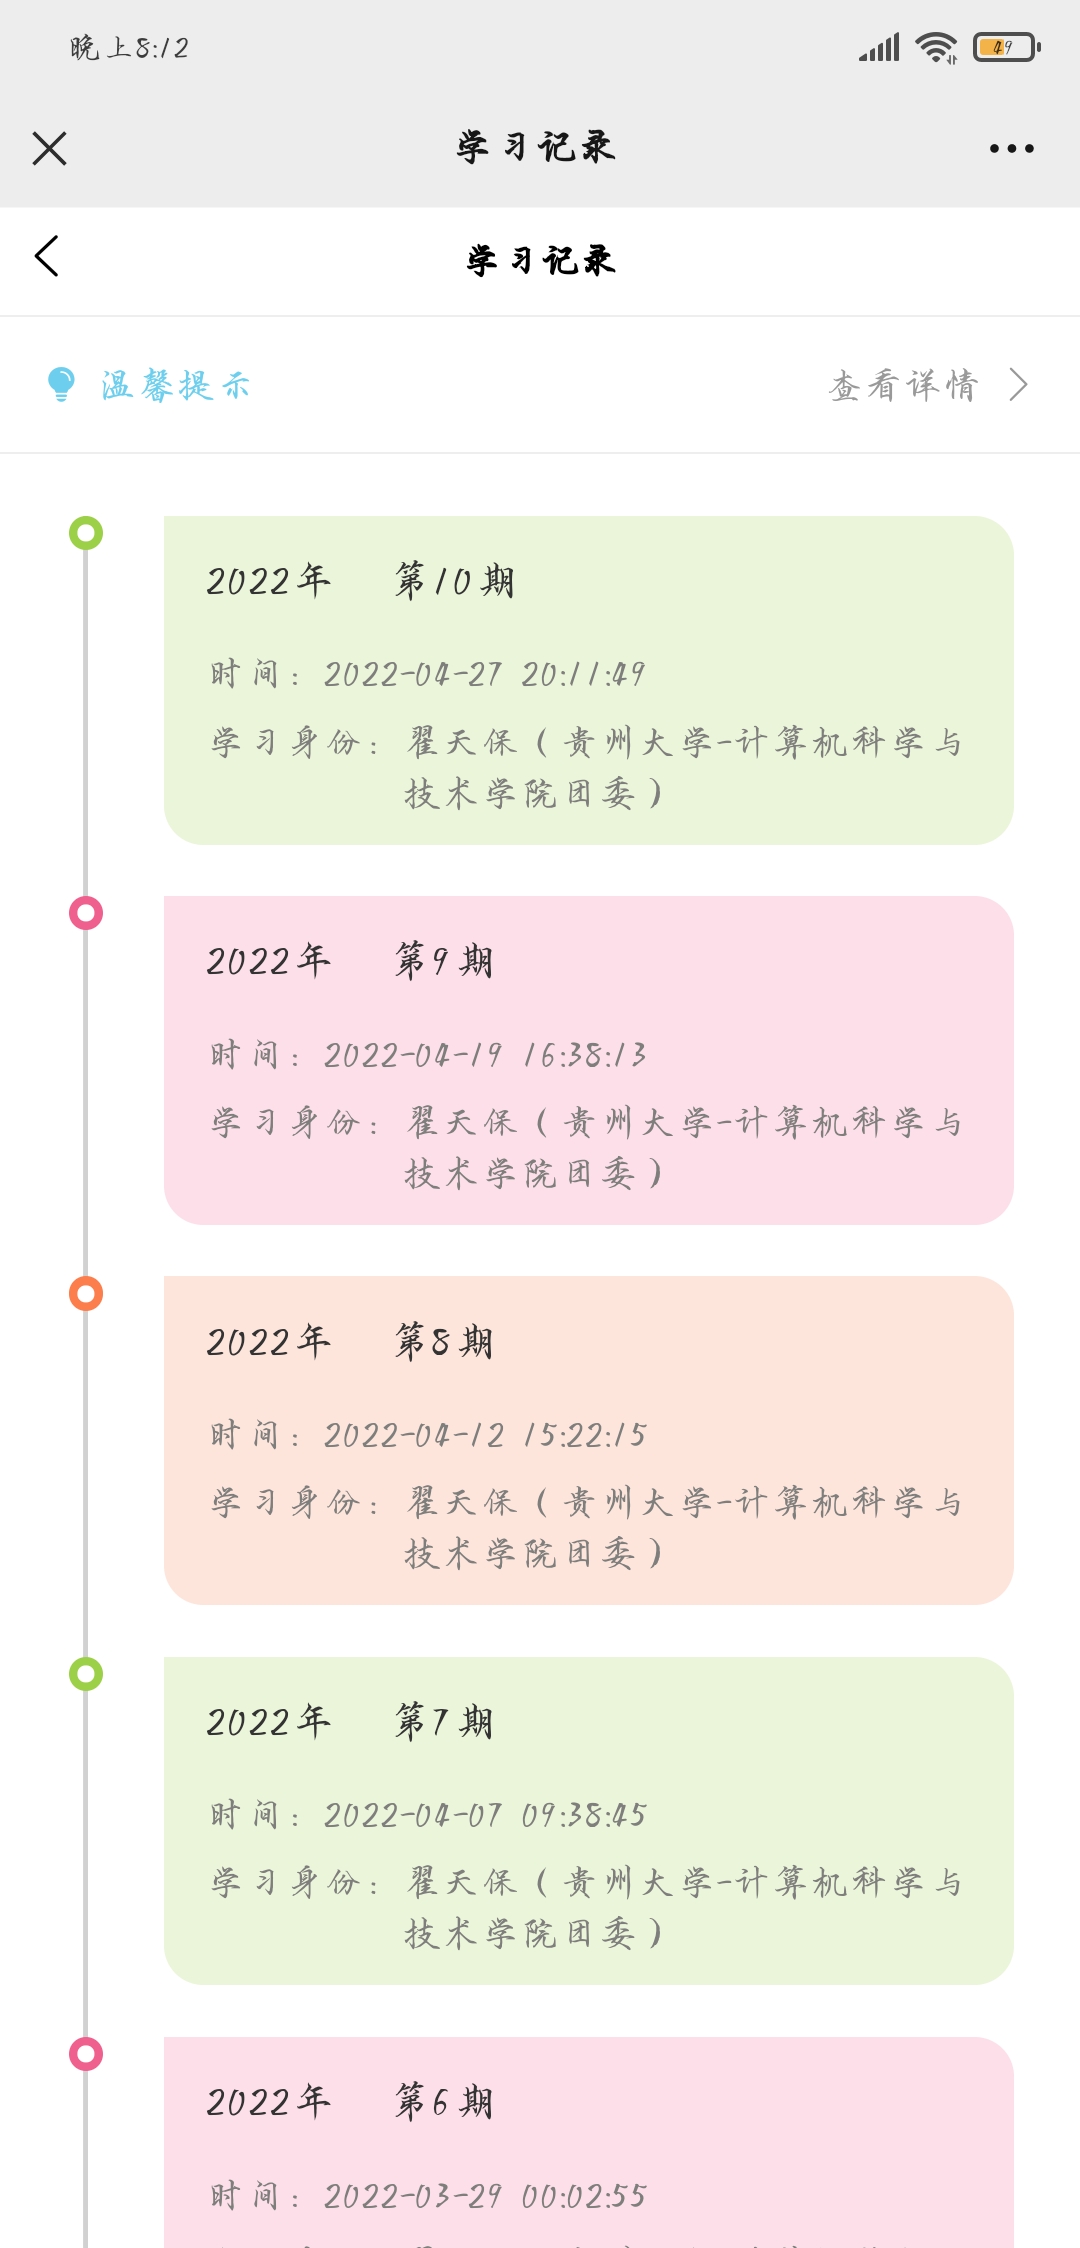 晚上8:12
49
学习记录
学习记录
温馨提示
查看详情
2022年 第10期
时间：2022-04-27 20:11:49
学习身份：翟天保（贵州大学-计算机科学与
技术学院团委）
2022年 第9期
时间：2022-04-19 16:38:13
学习身份：翟天保（贵州大学-计算机科学与
技术学院团委）
2022年 第8期
时间：2022-04-12 15:22:15
学习身份：翟天保（贵州大学-计算机科学与
技术学院团委）
2022年 第7期
时间：2022-04-07 09:38:45
学习身份：翟天保（贵州大学-计算机科学与
技术学院团委）
2022年 第6期
时间：2022-03-29 00:02:55